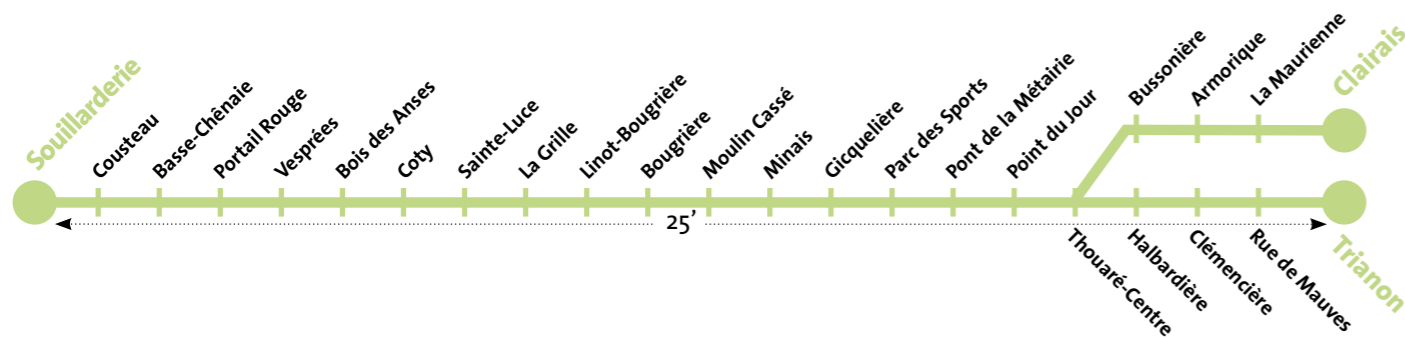 Souillarderie
Cousteau
Basse-Chênaie
Portail Rouge
Vesprées
Bois des Anses
Coty
Sainte-Luce
La Grille
Linot-Bougrière
Bougrière
Moulin Cassé
Minais
Gicquelière
Parc des Sports
Pont de la Métairie
Point du Jour
Bussonière
Armorique
La Maurienne
Clairais
25’
Thouaré-Centre
Halbardière
Clémencière
Rue de Mauves
Trianon